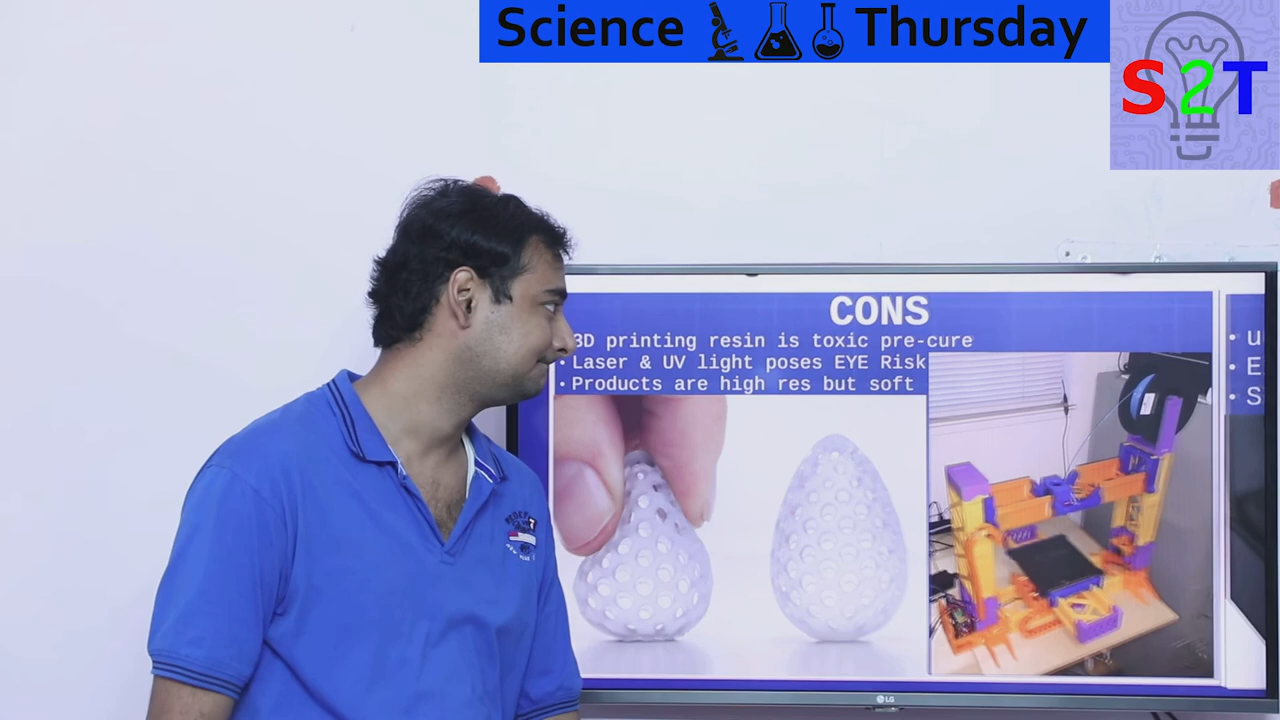 Science Thursday
S2T
CONS
3D printing resin is toxic pre-cure
• Laser & UV light poses EYE Risk
• Products are high res but soft
• U
• E
• S
LG